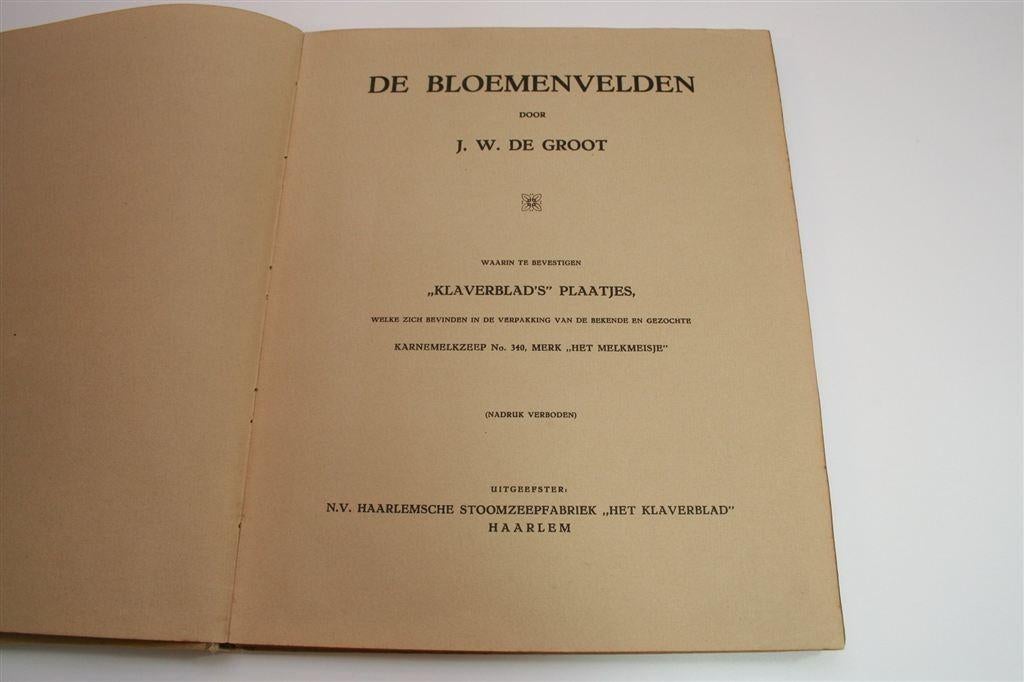 DE BLOEMENVELDEN
DOOR
J. W. DE GROOT
WAARIN TE BEVESTIGEN
„KLAVERBLAD'S” PLAATJES,
WELKE ZICH BEVINDEN IN DE VERPAKKING VAN DE BEKENDE EN GEZOCHTE
KARNEMELKZEEP No. 340, MERK „HET MELKMEISJE”
(NADRUK VERBODEN)
UITGEEFSTER:
N.V. HAARLEMSCHE STOOMZEEPFABRIEK „HET KLAVERBLAD”
HAARLEM